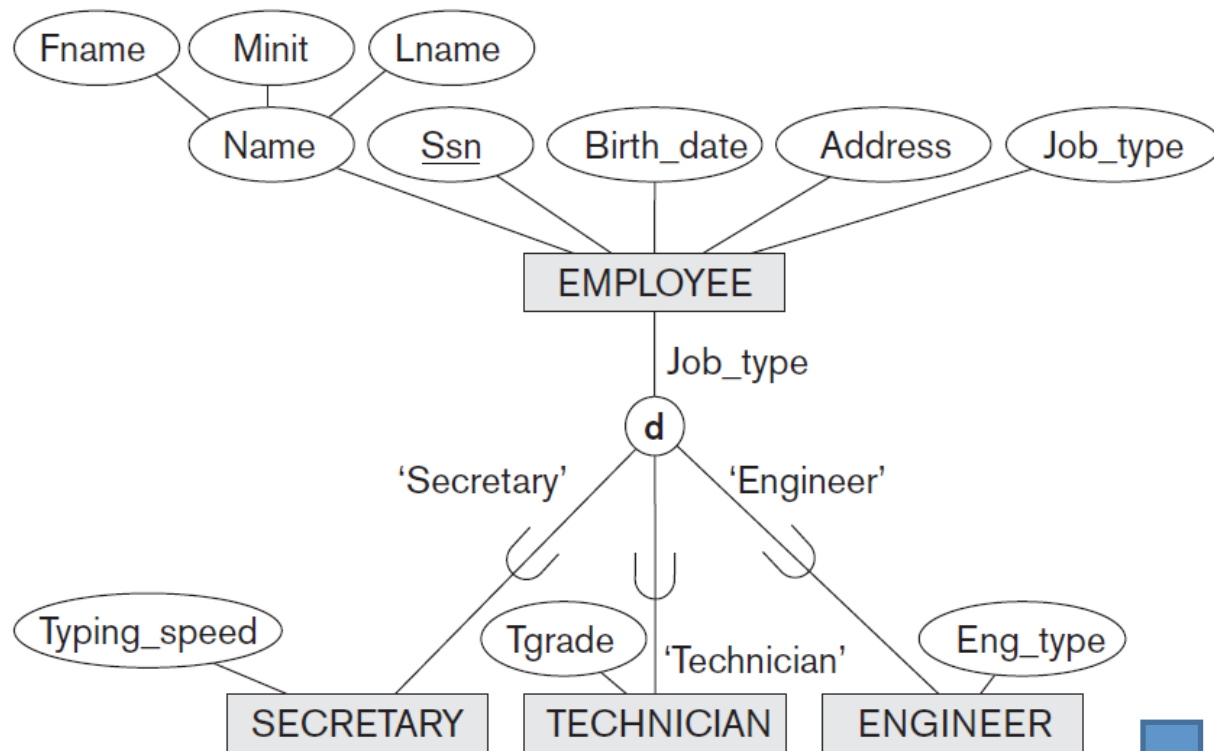 Fname Minit Lname
Name Ssn Birth_date Address Job_type
EMPLOYEE
Job_type
d
‘Secretary’ ‘Engineer’
Typing_speed Tgrade ‘Technician’ Eng_type
SECRETARY TECHNICIAN ENGINEER